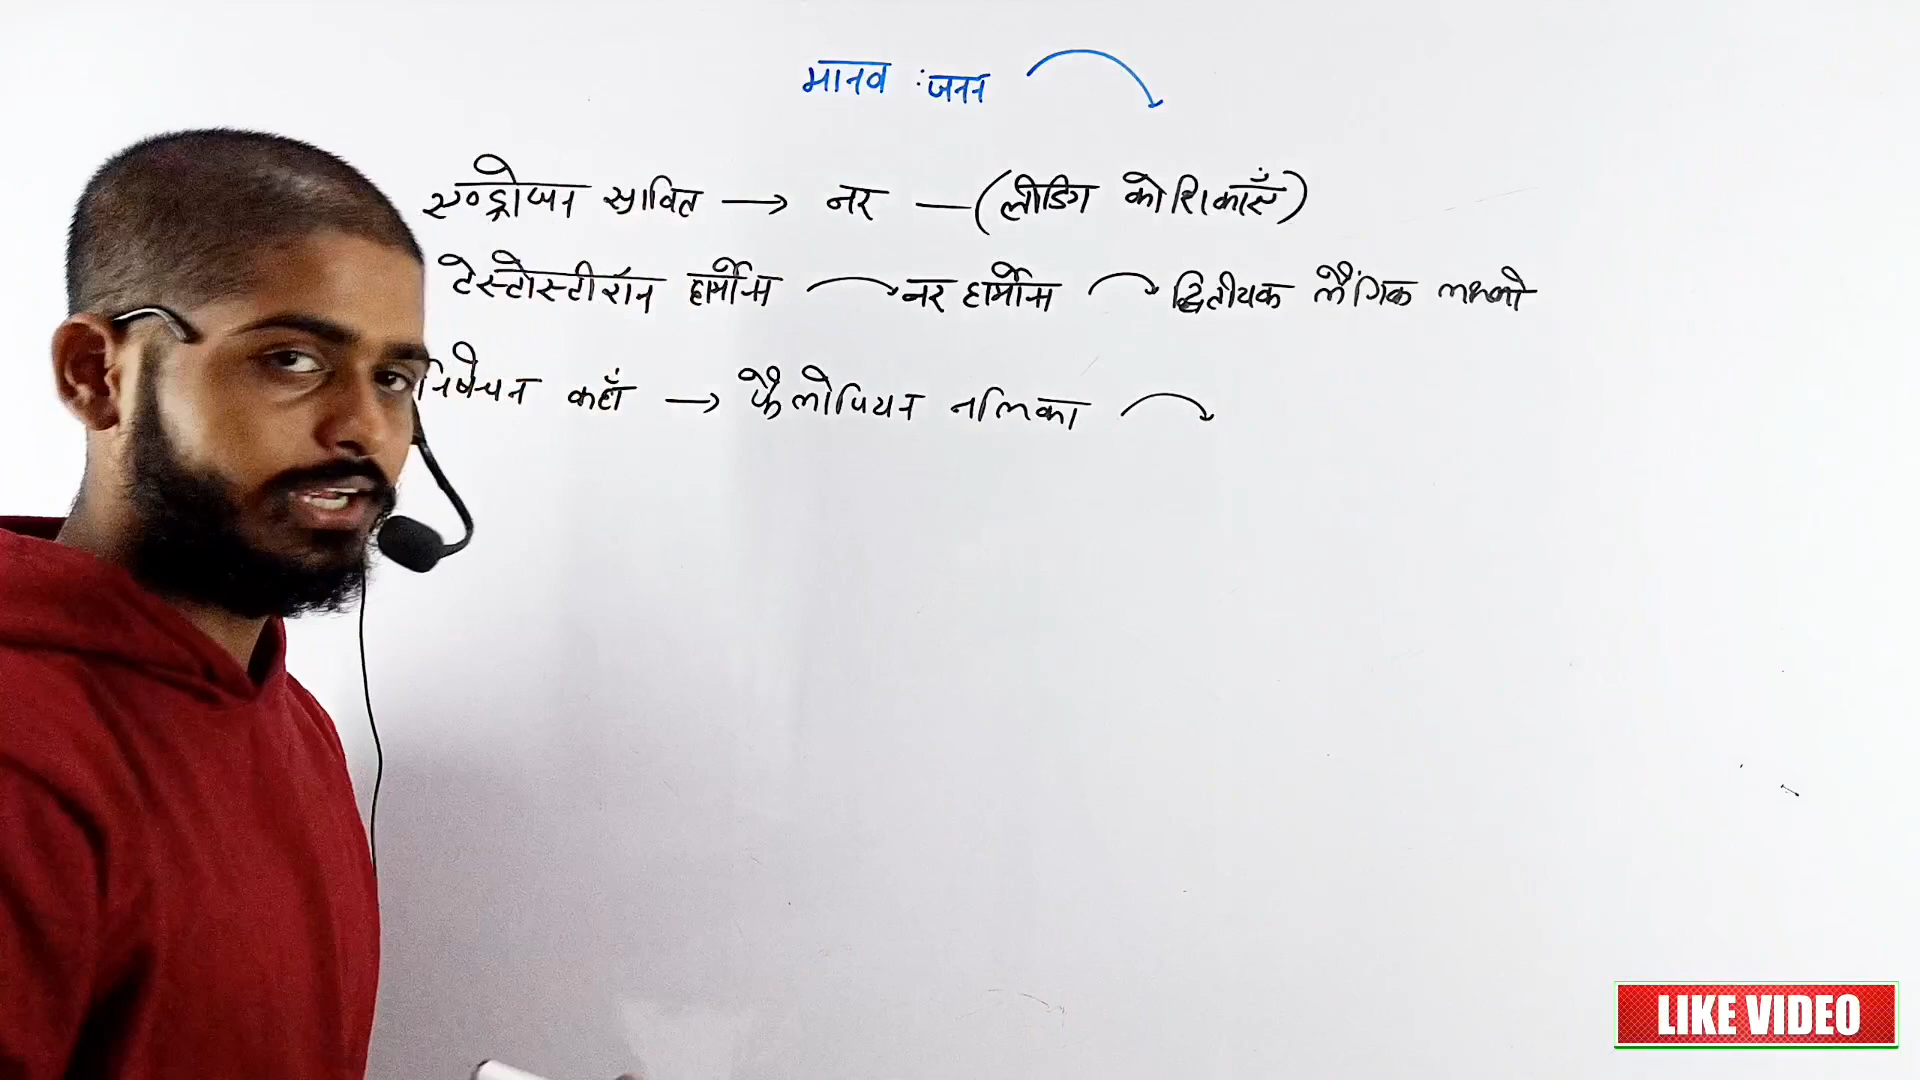 मानव जनन
एण्ड्रोजन स्रावित → नर — (लीडिंग कोशिकाएँ)
टेस्टोस्टीरॉन हार्मोन्स नर हार्मोन्स द्वितीयक लैंगिक लक्षणो
निषेचन कहाँ → फैलोपियन नलिका
LIKE VIDEO